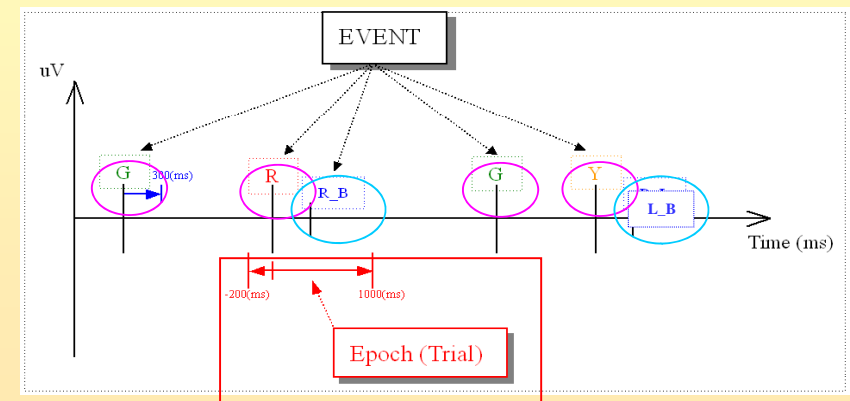 EVENT
uV
G
300(ms)
R
R_B
G
Y
L_B
Time (ms)
-200(ms)
1000(ms)
Epoch (Trial)